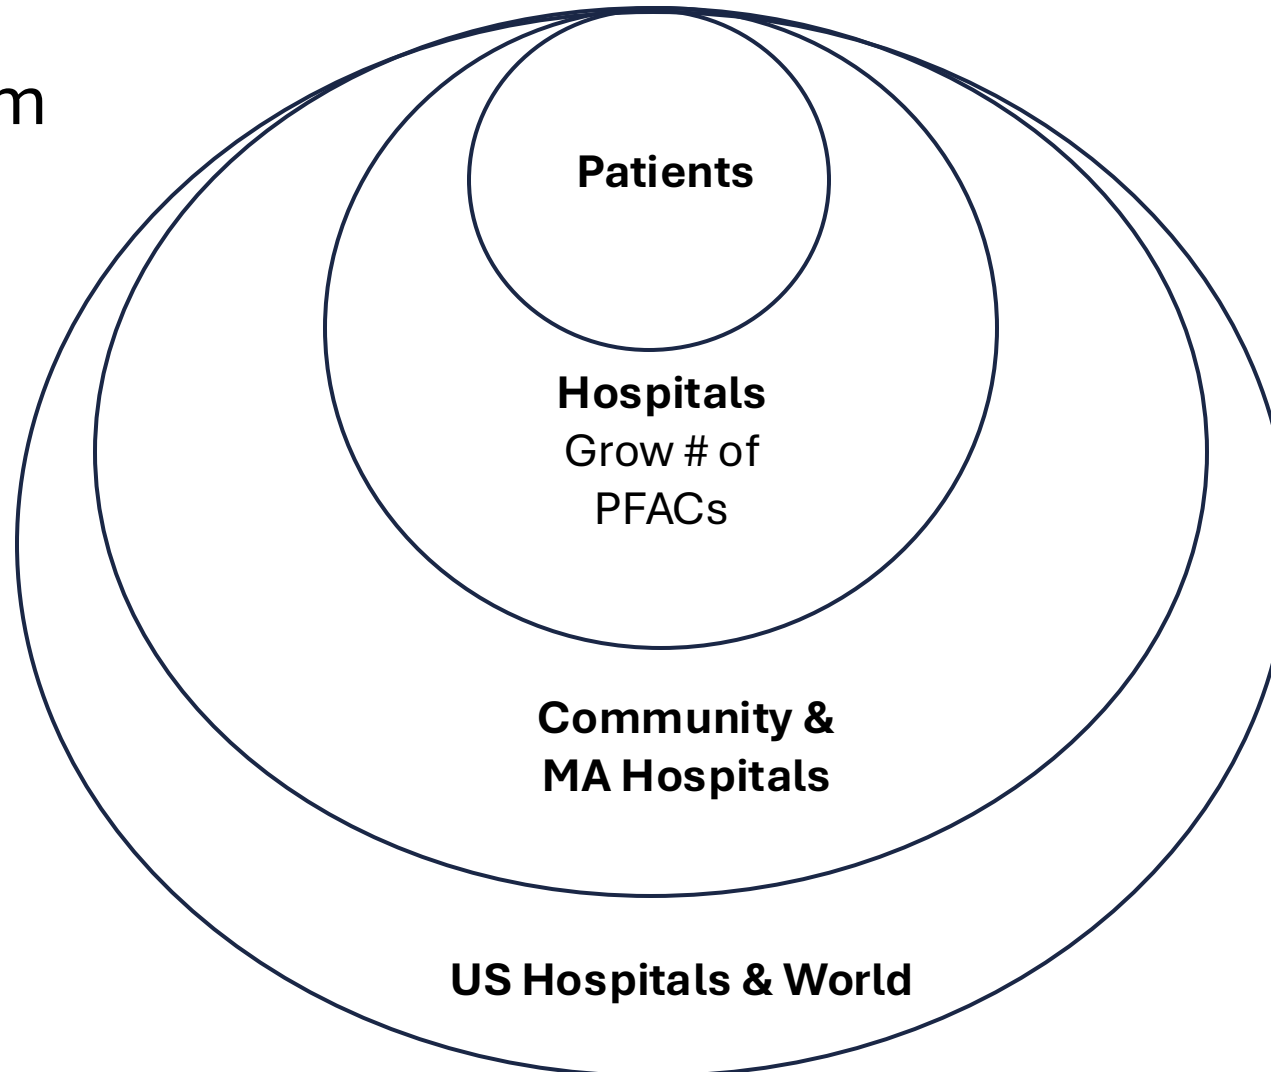 m
Patients
Hospitals
Grow # of
PFACs
Community &
MA Hospitals
US Hospitals & World